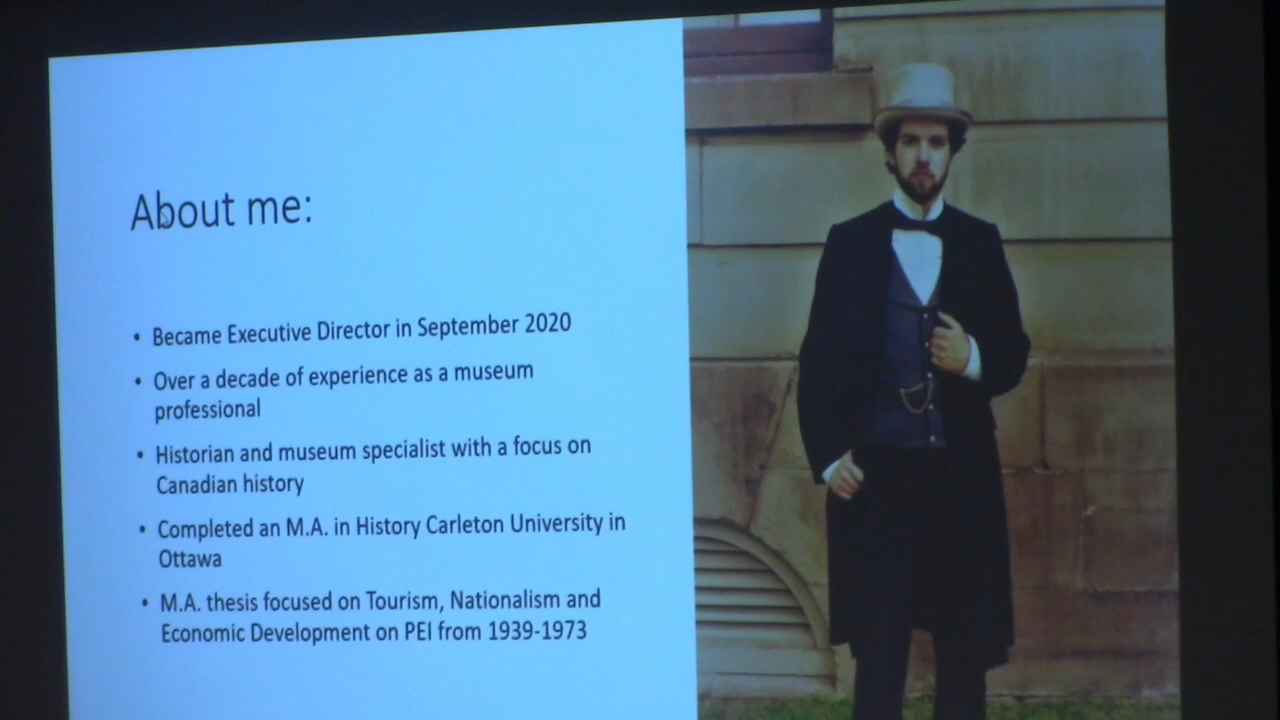 About me:
• Became Executive Director in September 2020
• Over a decade of experience as a museum
professional
• Historian and museum specialist with a focus on
Canadian history
• Completed an M.A. in History Carleton University in
Ottawa
• M.A. thesis focused on Tourism, Nationalism and
Economic Development on PEI from 1939-1973